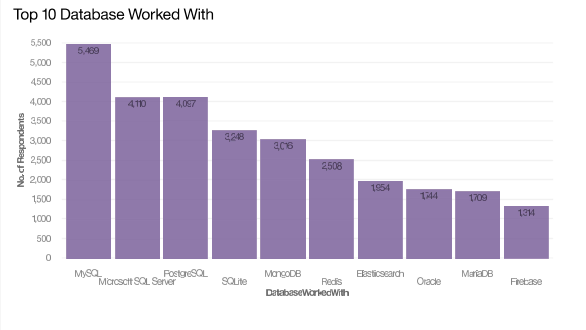 Top 10 Database Worked With
No. of Respondents
5,500
5,000
4,500
4,000
3,500
3,000
2,500
2,000
1,500
1,000
500
0
5,469
4,110
4,097
3,248
3,016
2,508
1,954
1,744
1,709
1,314
MySQL
Microsoft SQL Server
PostgreSQL
SQLite
MongoDB
Redis
Elasticsearch
Oracle
MariaDB
Firebase
DatabaseWorkedWith